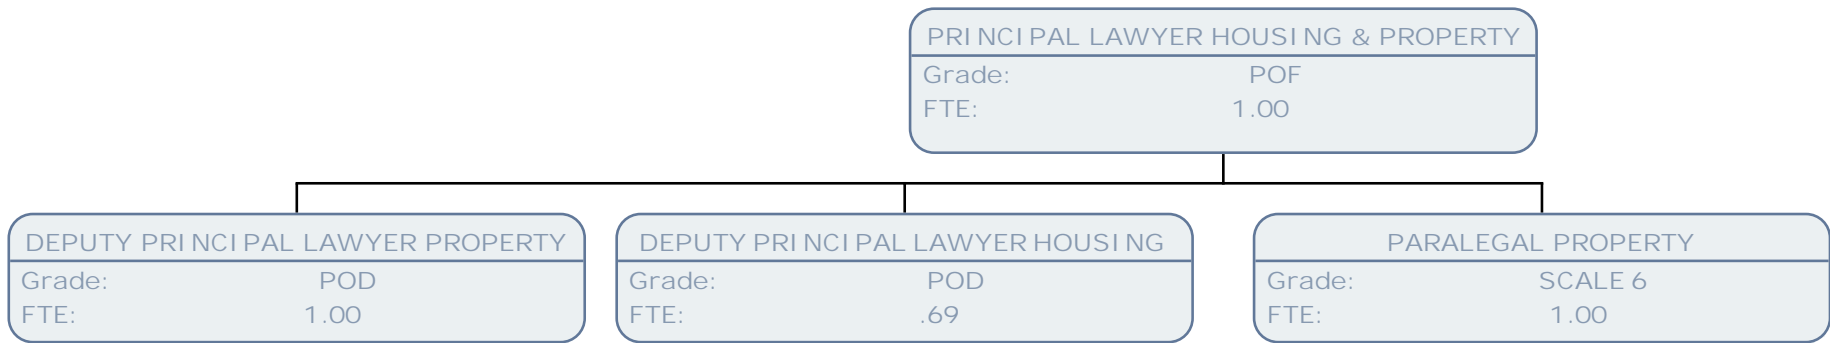 PRINCIPAL LAWYER HOUSING & PROPERTY
Grade: POF
FTE: 1.00
DEPUTY PRINCIPAL LAWYER PROPERTY
Grade: POD
FTE: 1.00
DEPUTY PRINCIPAL LAWYER HOUSING
Grade: POD
FTE: .69
PARALEGAL PROPERTY
Grade: SCALE 6
FTE: 1.00